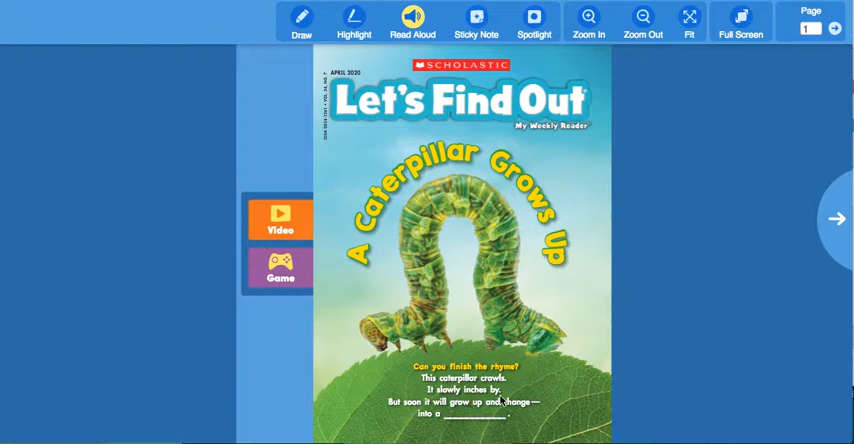 Draw
Highlight
Read Aloud
Sticky Note
Spotlight
Zoom In
Zoom Out
Fit
Full Screen
Page
1
SCHOLASTIC
APRIL 2020
Let's Find Out
My Weekly Reader®
A Caterpillar Grows Up
Video
Game
Can you finish the rhyme?
This caterpillar crawls.
It slowly inches by.
But soon it will grow up and change—
into a ____________.